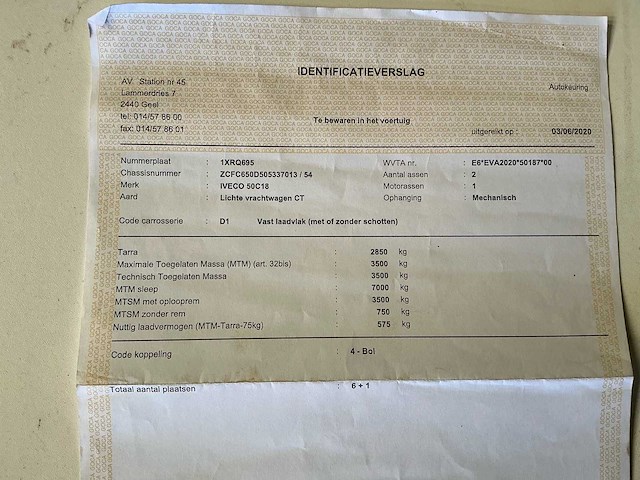 IDENTIFICATIEVERSLAG
AV. Station nr 45
Lammerdries 7
2440 Geel
tel: 014/57 86 00
fax: 014/57 86 01
Autokeuring
Te bewaren in het voertuig
uitgereikt op : 03/06/2020
Nummerplaat : 1XRQ695 WVTA nr. : E6*EVA2020*50187*00
Chassisnummer : ZCFC650D505337013 / 54 Aantal assen : 2
Merk : IVECO 50C18 Motorassen : 1
Aard : Lichte vrachtwagen CT Ophanging : Mechanisch
Code carrosserie : D1 Vast laadvlak (met of zonder schotten)
Tarra : 2850 kg
Maximale Toegelaten Massa (MTM) (art. 32bis) : 3500 kg
Technisch Toegelaten Massa : 3500 kg
MTM sleep : 7000 kg
MTSM met oplooprem : 3500 kg
MTSM zonder rem : 750 kg
Nuttig laadvermogen (MTM-Tarra-75kg) : 575 kg
Code koppeling : 4 - Bol
Totaal aantal plaatsen : 6 + 1